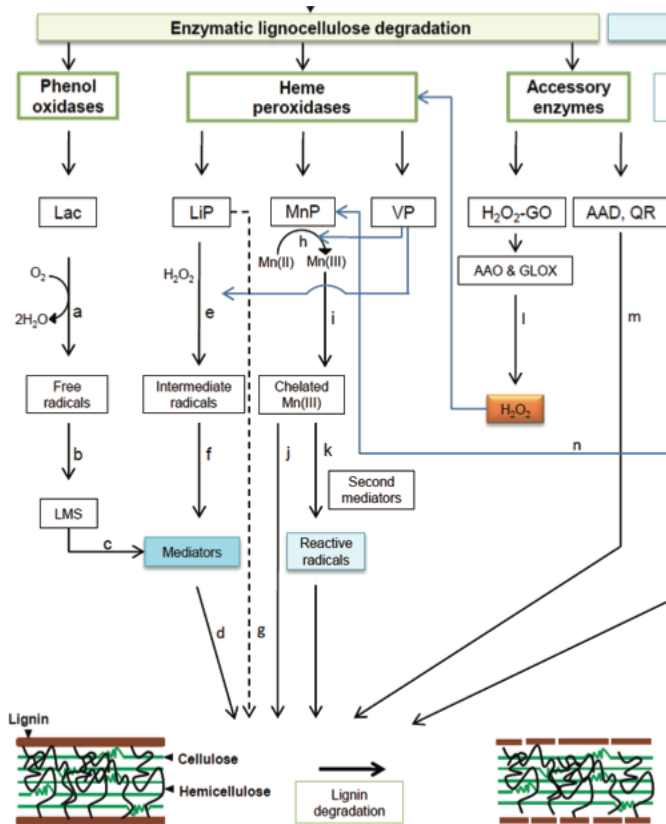 Enzymatic lignocellulose degradation
Phenol
oxidases
Heme
peroxidases
Accessory
enzymes
Lac
LiP
MnP
VP
H₂O₂-GO
AAD, QR
h
Mn(II)
Mn(III)
AAO & GLOX
O₂
2H₂O
a
H₂O₂
e
i
l
m
Free
radicals
Intermediate
radicals
Chelated
Mn(III)
H₂O₂
b
f
j
k
n
Second
mediators
LMS
c
Mediators
Reactive
radicals
d
g
Lignin
Cellulose
Hemicellulose
Lignin
degradation